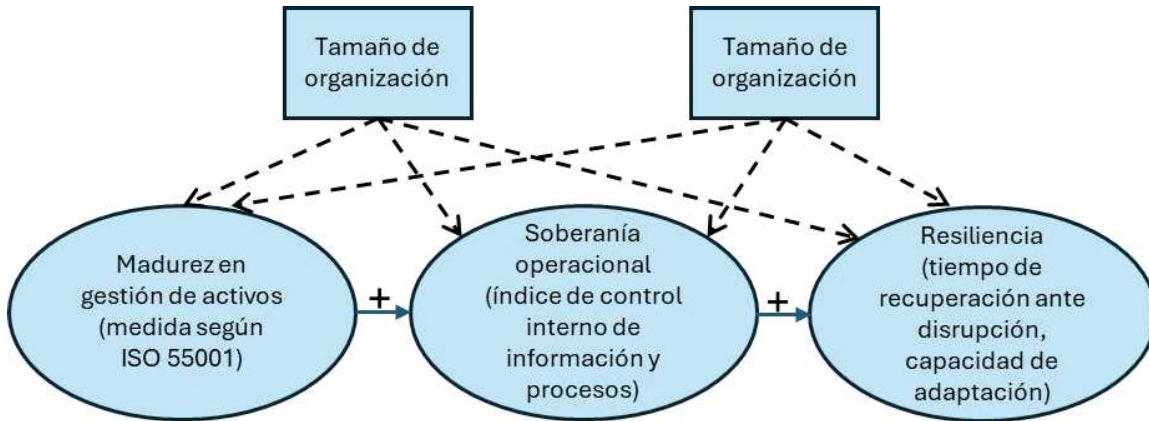 Tamaño de
organización
Tamaño de
organización
Madurez en
gestión de activos
(medida según
ISO 55001)
+
Soberanía
operacional
(índice de control
interno de
información y
procesos)
+
Resiliencia
(tiempo de
recuperación ante
disrupción,
capacidad de
adaptación)